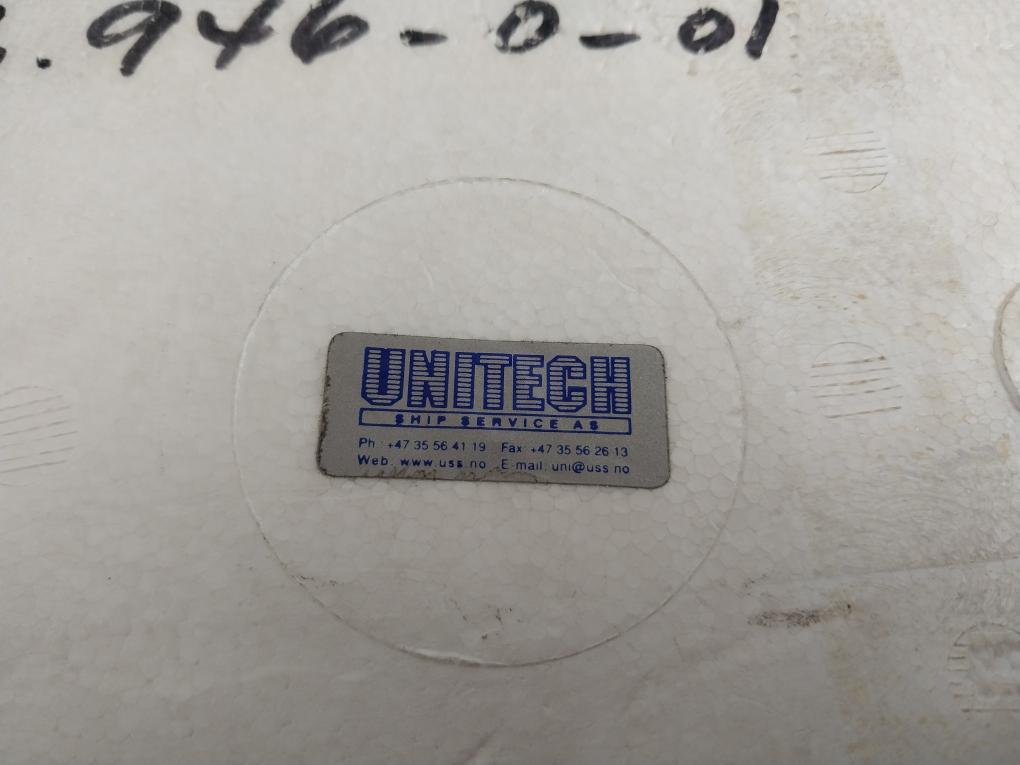 . 946-0-01
UNITECH
SHIP SERVICE AS
Ph: +47 35 56 41 19 Fax: +47 35 56 26 13
Web: www.uss.no E-mail: uni@uss.no